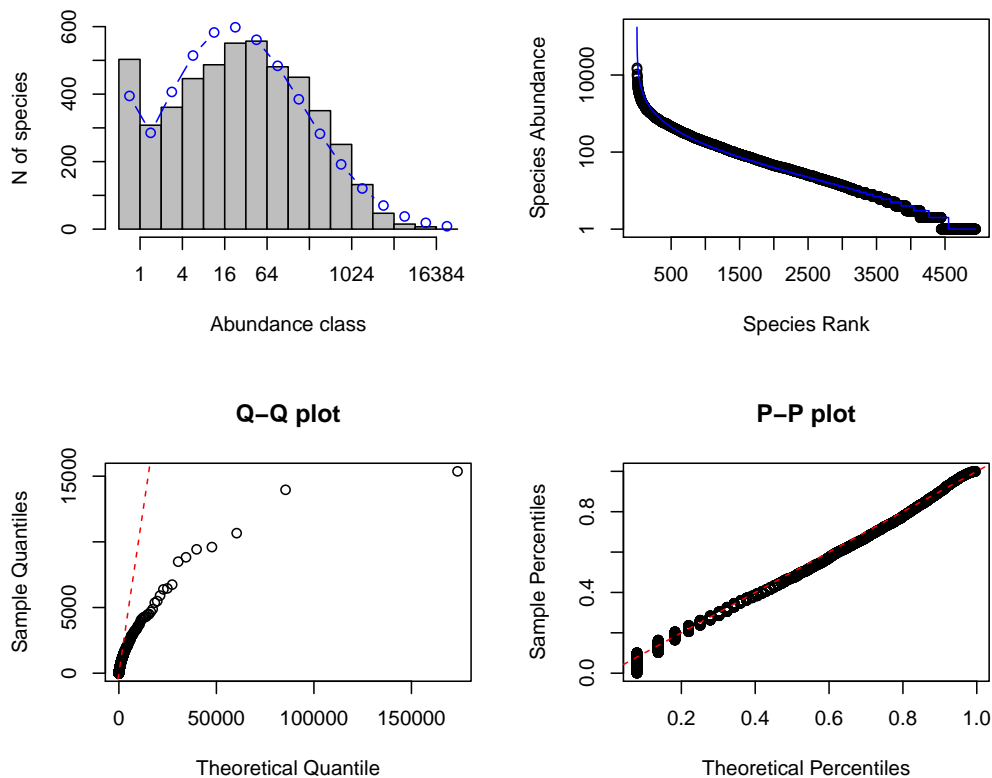 N of species
0 200 400 600
1 4 16 64 1024 16384
Abundance class
Species Abundance
1 100 10000
500 1500 2500 3500 4500
Species Rank
Q−Q plot
Sample Quantiles
0 5000 15000
0 50000 100000 150000
Theoretical Quantile
P−P plot
Sample Percentiles
0.0 0.4 0.8
0.2 0.4 0.6 0.8 1.0
Theoretical Percentiles